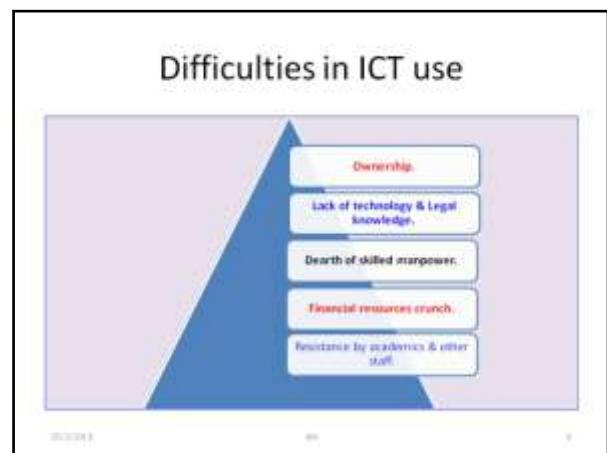 Difficulties in ICT use
Ownership.
Lack of technology & Legal
knowledge.
Dearth of skilled manpower.
Financial resources crunch.
Resistance by academics & other
staff.